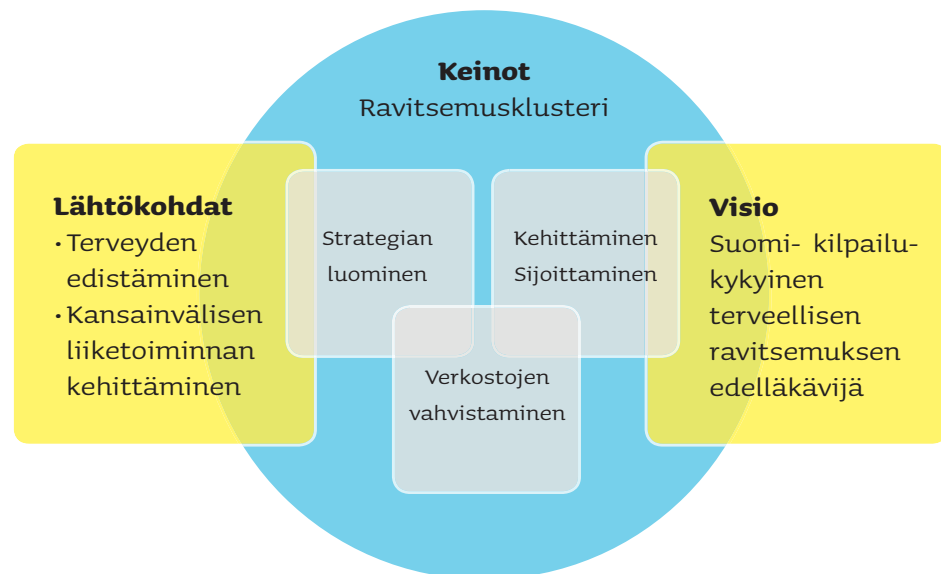 Keinot
Ravitsemusklusteri
Lähtökohdat
· Terveyden
edistäminen
· Kansainvälisen
liiketoiminnan
kehittäminen
Strategian
luominen
Kehittäminen
Sijoittaminen
Verkostojen
vahvistaminen
Visio
Suomi- kilpailu-
kykyinen
terveellisen
ravitsemuksen
edelläkävijä